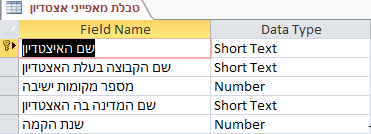 טבלת מאפייני אצטדיון
Field Name Data Type
שם האיצטדיון Short Text
שם הקבוצה בעלת האצטדיון Short Text
מספר מקומות ישיבה Number
שם המדינה בה האצטדיון Short Text
שנת הקמה Number